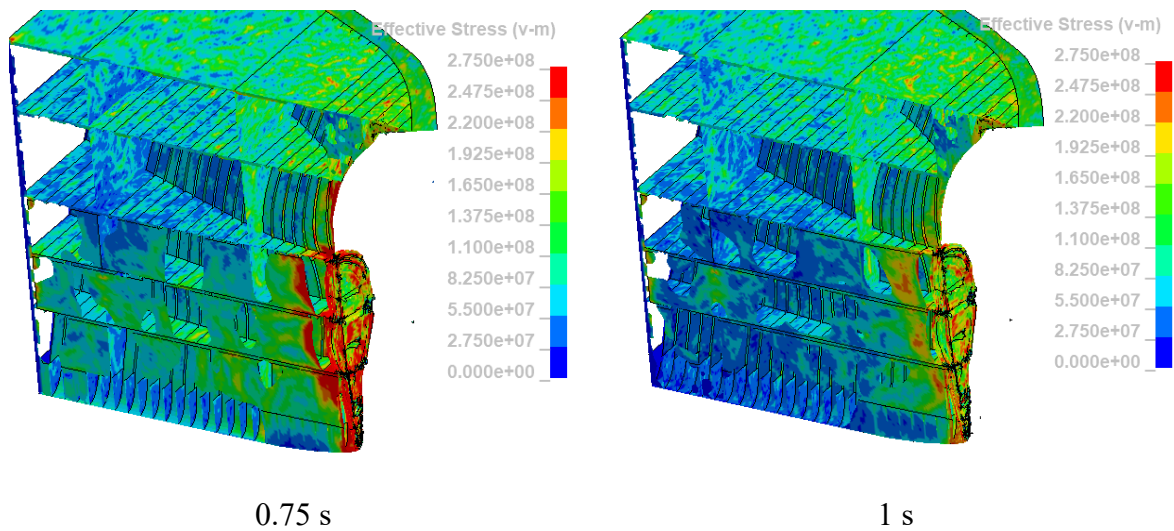 Effective Stress (v-m)
2.750e+08
2.475e+08
2.200e+08
1.925e+08
1.650e+08
1.375e+08
1.100e+08
8.250e+07
5.500e+07
2.750e+07
0.000e+00
Effective Stress (v-m)
2.750e+08
2.475e+08
2.200e+08
1.925e+08
1.650e+08
1.375e+08
1.100e+08
8.250e+07
5.500e+07
2.750e+07
0.000e+00
0.75 s
1 s